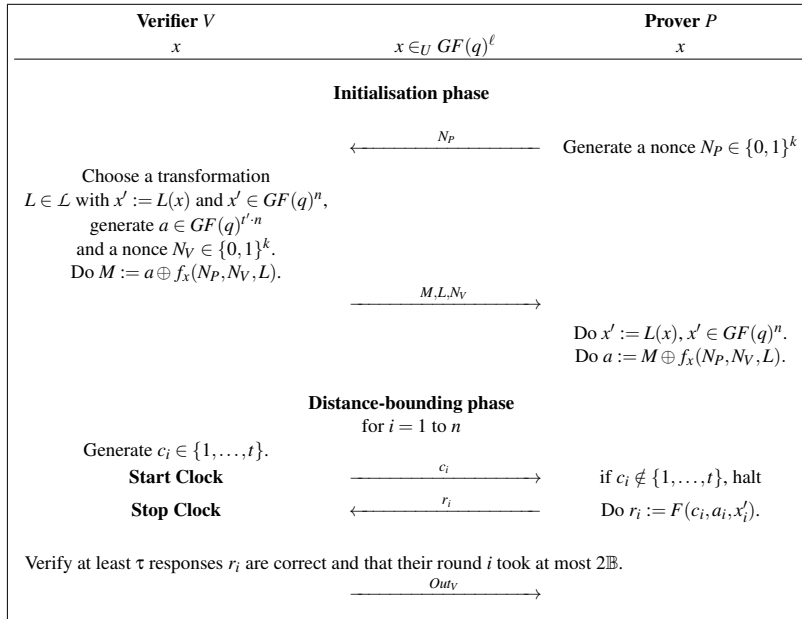 Verifier V Prover P
x x ∈_U GF(q)^ℓ x
Initialisation phase
N_P Generate a nonce N_P ∈ {0,1}^k
Choose a transformation
L ∈ ℒ with x′ := L(x) and x′ ∈ GF(q)^n,
generate a ∈ GF(q)^{t′·n}
and a nonce N_V ∈ {0,1}^k.
Do M := a ⊕ f_x(N_P,N_V,L).
M,L,N_V
Do x′ := L(x), x′ ∈ GF(q)^n.
Do a := M ⊕ f_x(N_P,N_V,L).
Distance-bounding phase
for i = 1 to n
Generate c_i ∈ {1,...,t}.
Start Clock c_i if c_i ∉ {1,...,t}, halt
Stop Clock r_i Do r_i := F(c_i,a_i,x′_i).
Verify at least τ responses r_i are correct and that their round i took at most 2𝔹.
Out_V